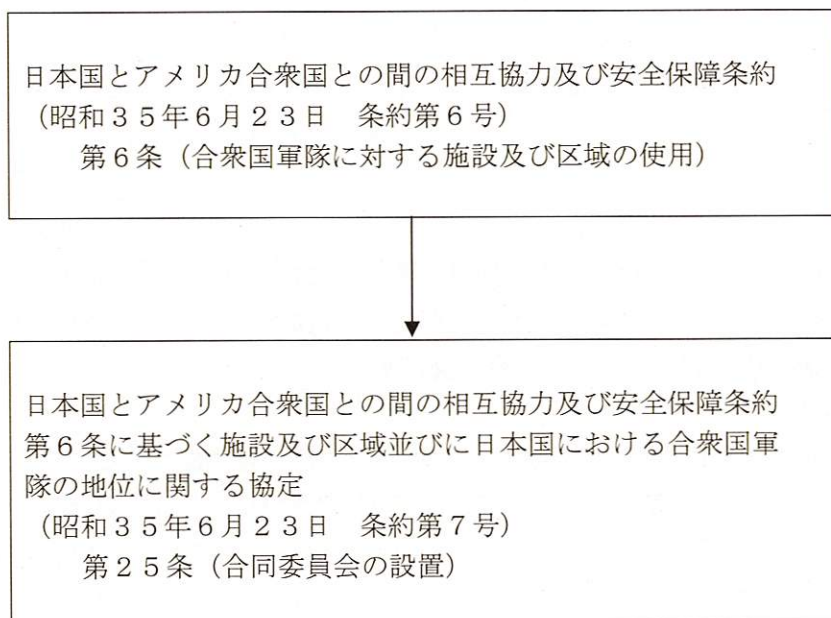 日本国とアメリカ合衆国との間の相互協力及び安全保障条約
（昭和３５年６月２３日　条約第６号）
第６条（合衆国軍隊に対する施設及び区域の使用）
日本国とアメリカ合衆国との間の相互協力及び安全保障条約
第６条に基づく施設及び区域並びに日本国における合衆国軍
隊の地位に関する協定
（昭和３５年６月２３日　条約第７号）
第２５条（合同委員会の設置）